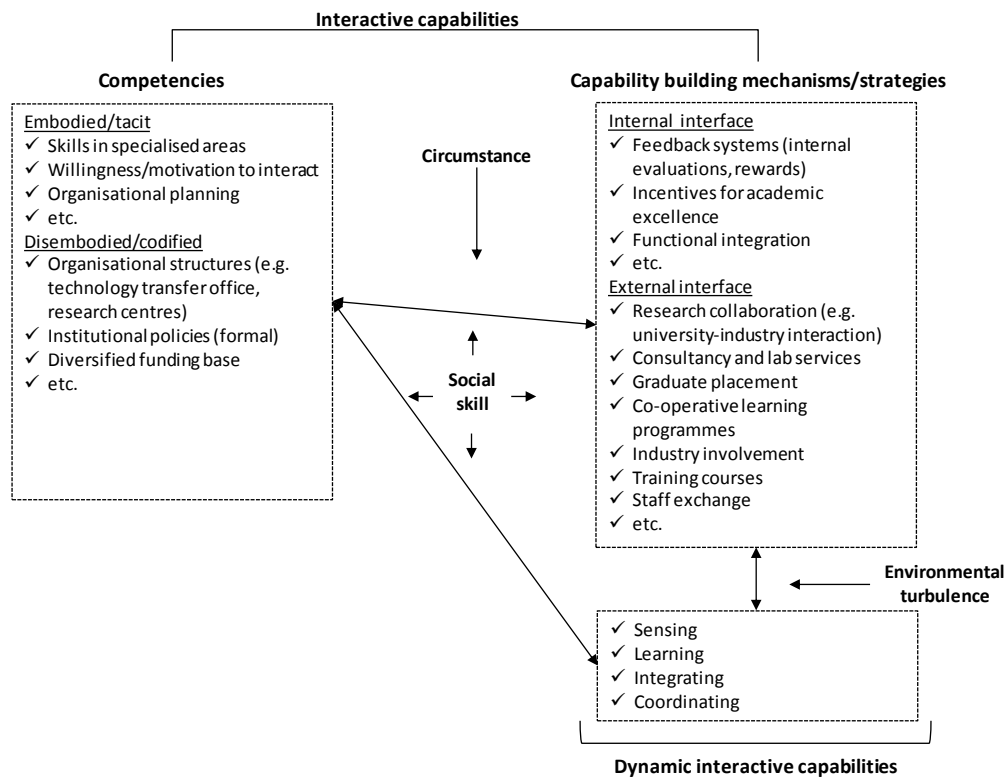 Interactive capabilities
Competencies
Embodied/tacit
✓ Skills in specialised areas
✓ Willingness/motivation to interact
✓ Organisational planning
✓ etc.
Disembodied/codified
✓ Organisational structures (e.g.
technology transfer office,
research centres)
✓ Institutional policies (formal)
✓ Diversified funding base
✓ etc.
Circumstance
Social
skill
Capability building mechanisms/strategies
Internal interface
✓ Feedback systems (internal
evaluations, rewards)
✓ Incentives for academic
excellence
✓ Functional integration
✓ etc.
External interface
✓ Research collaboration (e.g.
university-industry interaction)
✓ Consultancy and lab services
✓ Graduate placement
✓ Co-operative learning
programmes
✓ Industry involvement
✓ Training courses
✓ Staff exchange
✓ etc.
Environmental
turbulence
✓ Sensing
✓ Learning
✓ Integrating
✓ Coordinating
Dynamic interactive capabilities